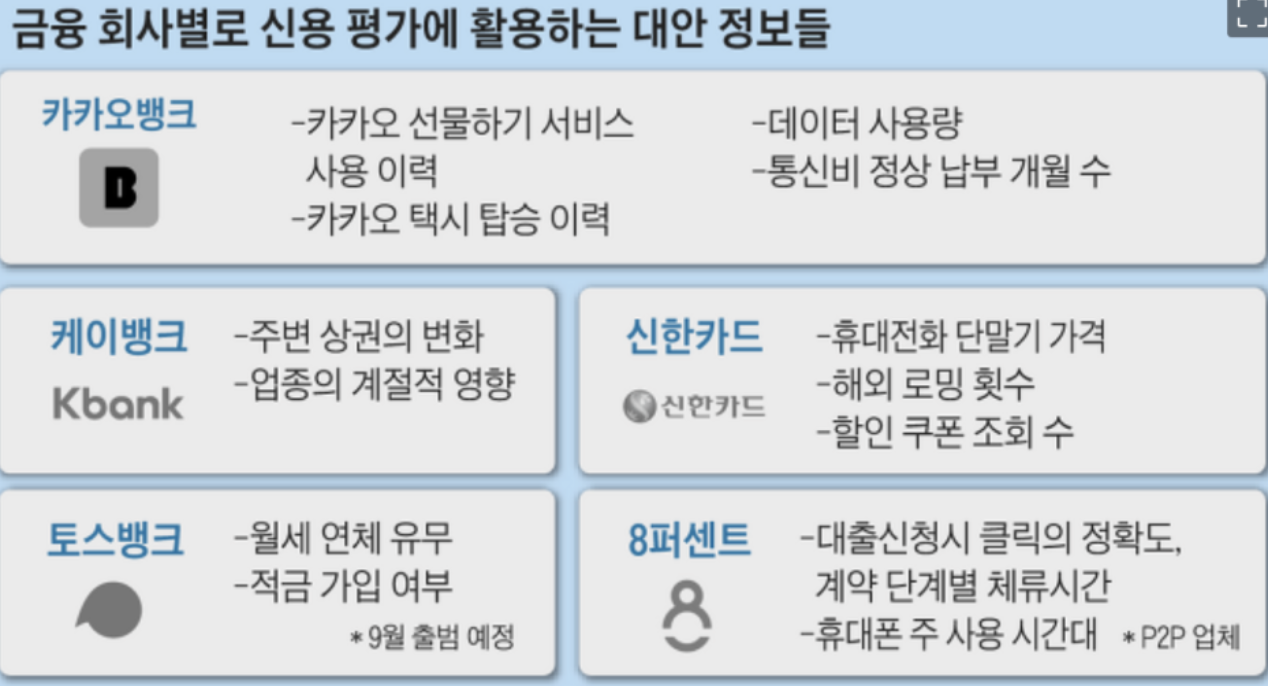 금융 회사별로 신용 평가에 활용하는 대안 정보들
카카오뱅크
B
-카카오 선물하기 서비스
사용 이력
-카카오 택시 탑승 이력
-데이터 사용량
-통신비 정상 납부 개월 수
케이뱅크
Kbank
-주변 상권의 변화
-업종의 계절적 영향
신한카드
신한카드
-휴대전화 단말기 가격
-해외 로밍 횟수
-할인 쿠폰 조회 수
토스뱅크
-월세 연체 유무
-적금 가입 여부
*9월 출범 예정
8퍼센트
8
-대출신청시 클릭의 정확도,
계약 단계별 체류시간
-휴대폰 주 사용 시간대 *P2P 업체